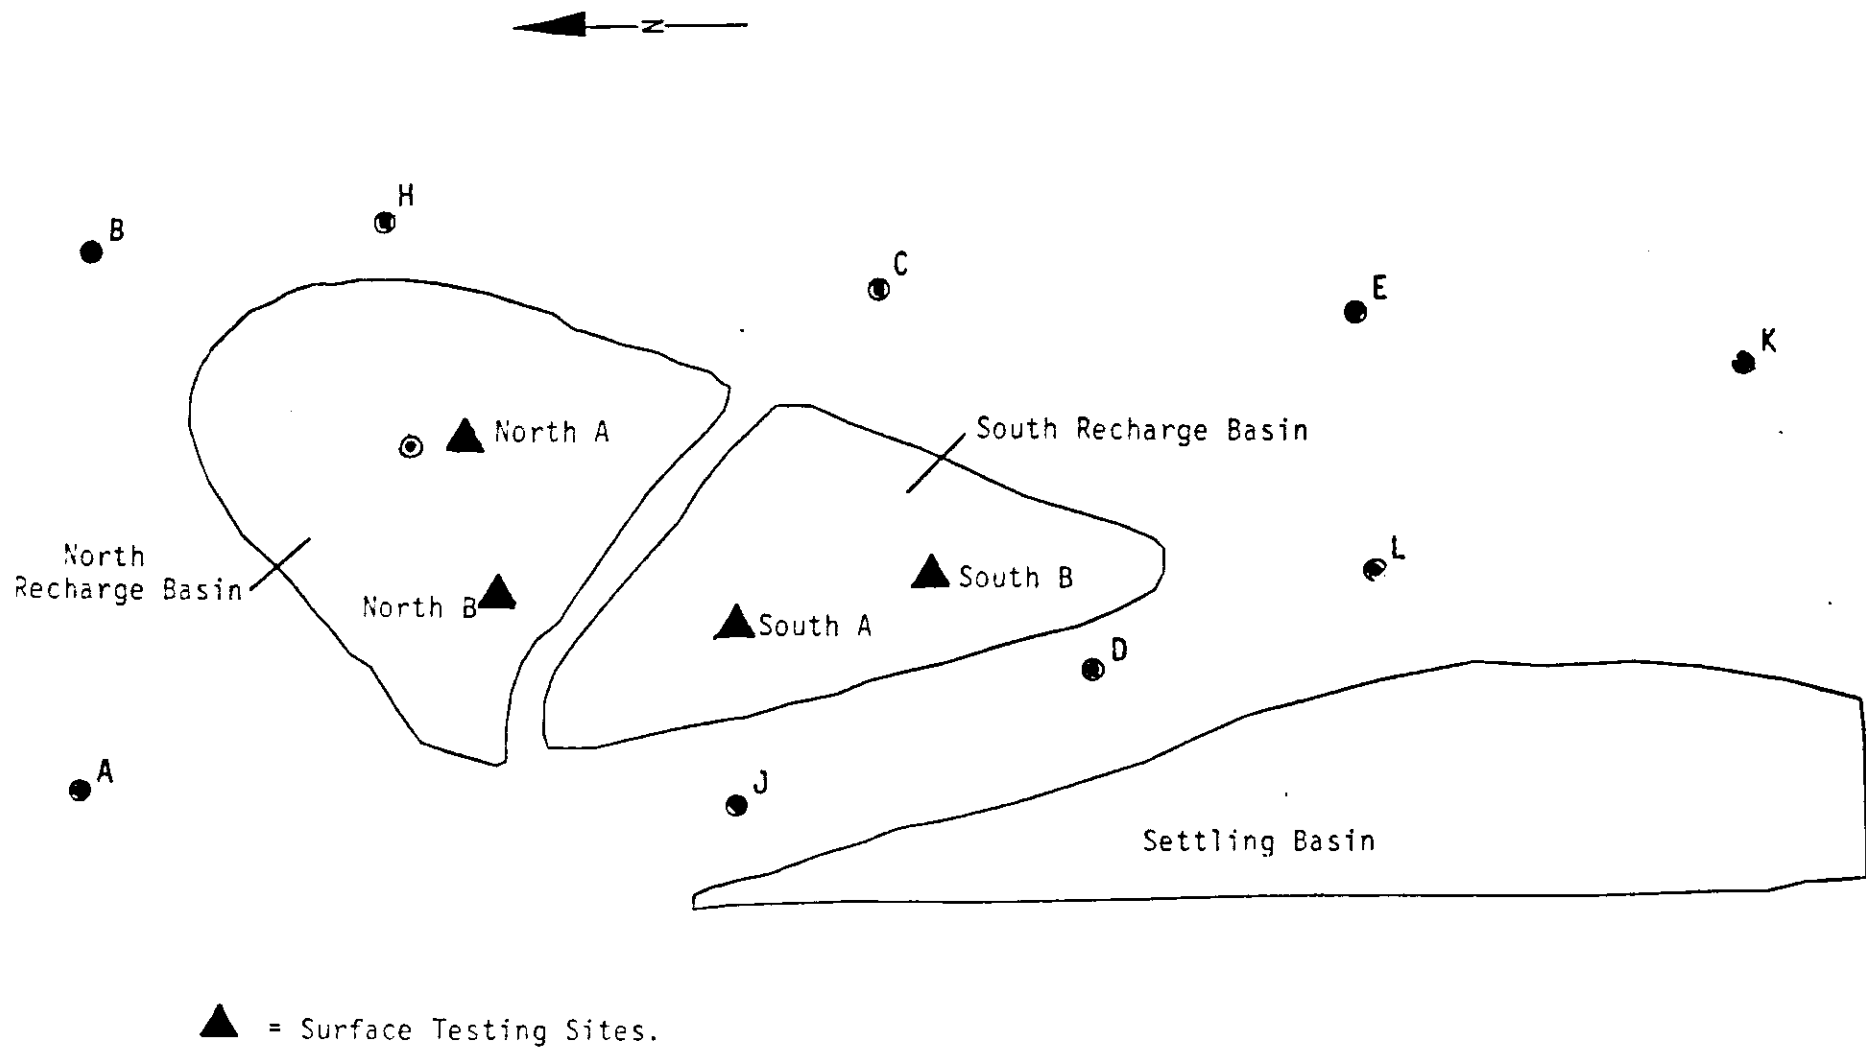 N
H
B
C
E
K
North A
South Recharge Basin
North
Recharge Basin
North B
South B
South A
L
D
A
J
Settling Basin
= Surface Testing Sites.